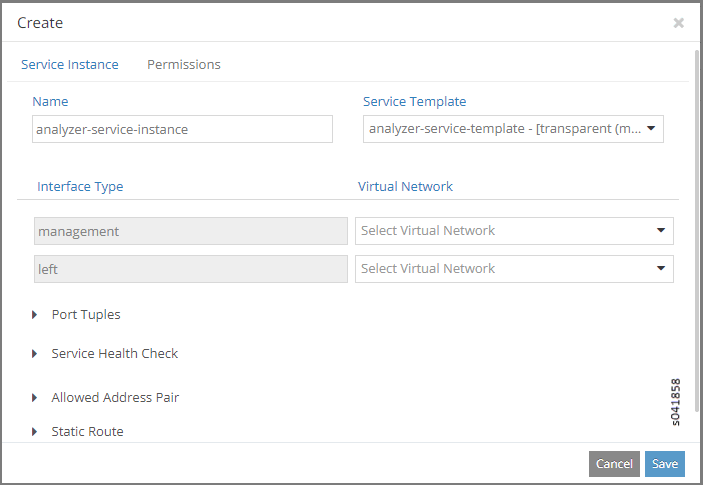 Create
Service Instance Permissions
Name Service Template
analyzer-service-instance analyzer-service-template - [transparent (m...
Interface Type Virtual Network
management Select Virtual Network
left Select Virtual Network
Port Tuples
Service Health Check
Allowed Address Pair
Static Route
s041858
Cancel Save